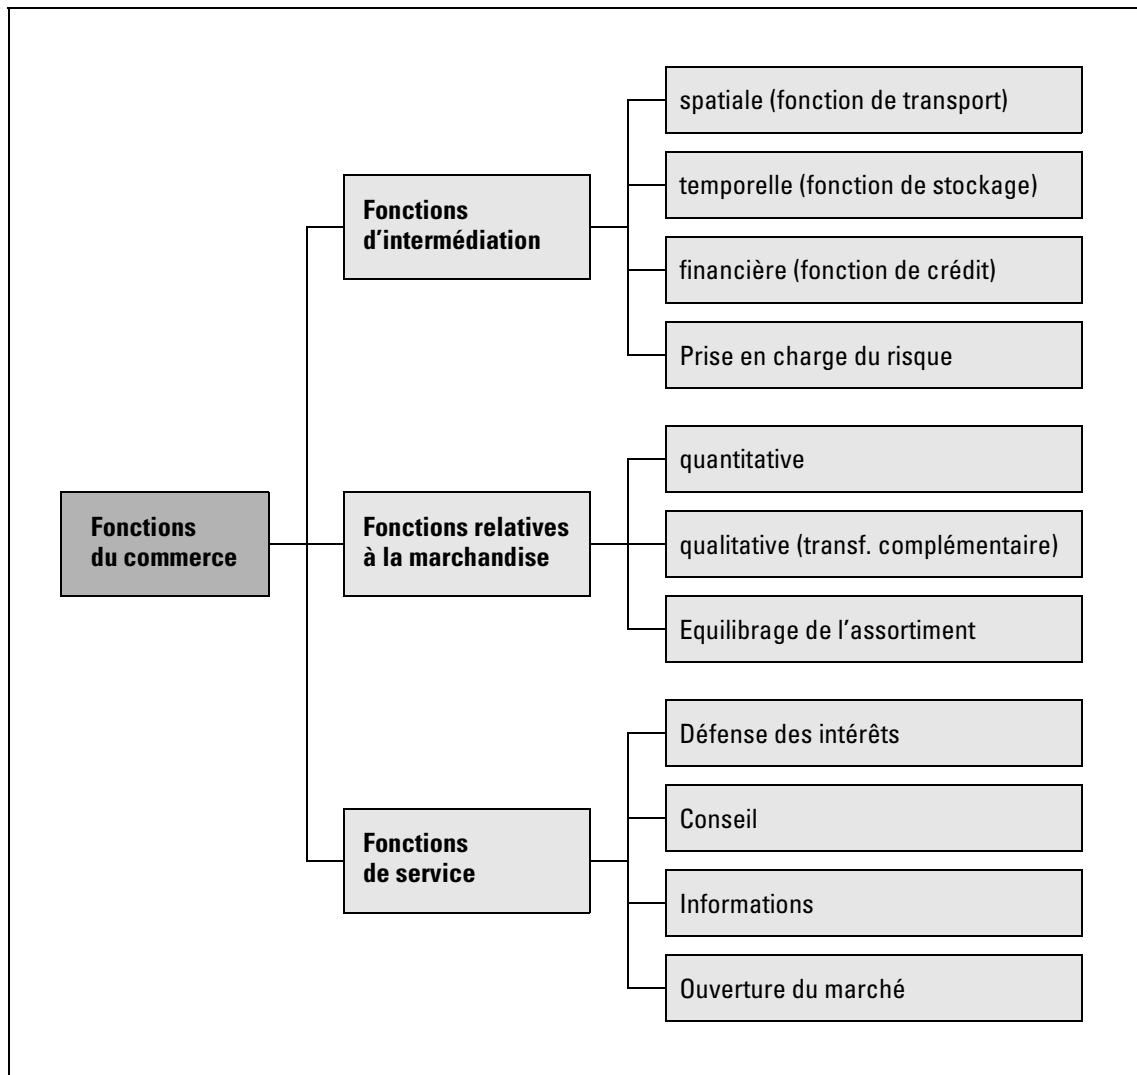 Fonctions
du commerce
Fonctions
d'intermédiation
spatiale (fonction de transport)
temporelle (fonction de stockage)
financière (fonction de crédit)
Prise en charge du risque
Fonctions relatives
à la marchandise
quantitative
qualitative (transf. complémentaire)
Equilibrage de l'assortiment
Fonctions
de service
Défense des intérêts
Conseil
Informations
Ouverture du marché